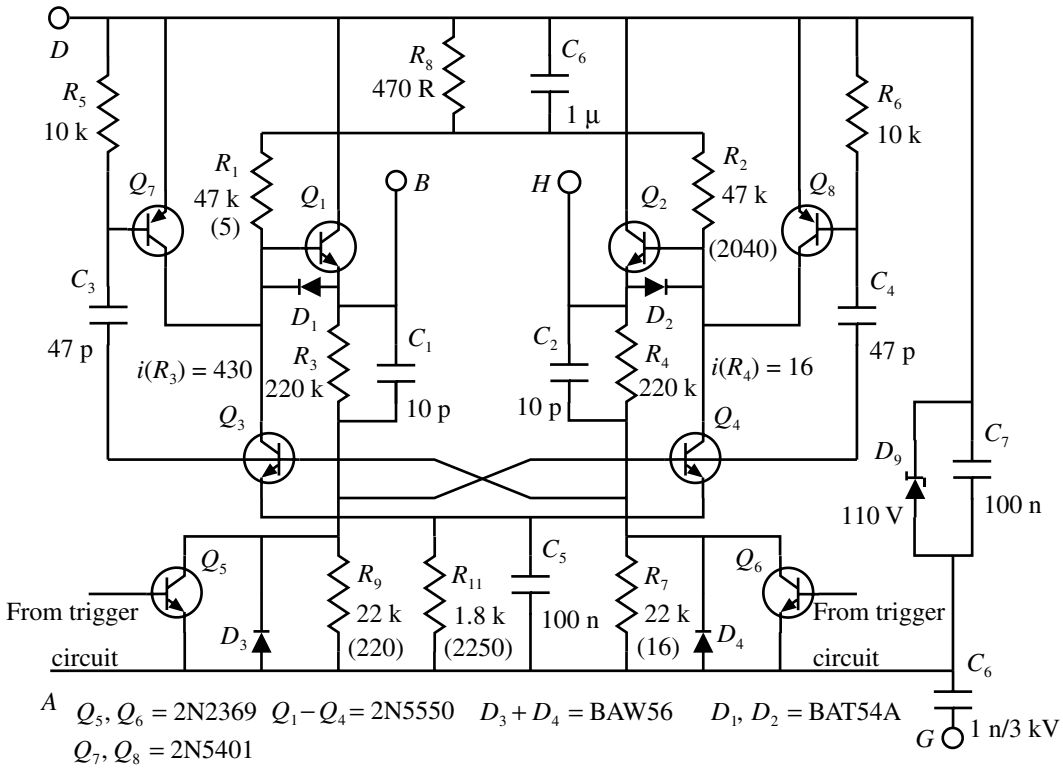 D
R5
10 k
R8
470 R
C6
1 µ
R6
10 k
Q7
R1
47 k
(5)
Q1
B
H
Q2
R2
47 k
(2040)
Q8
C3
47 p
D1
D2
C4
47 p
i(R3) = 430
R3
220 k
C1
10 p
C2
10 p
R4
220 k
i(R4) = 16
Q3
Q4
D9
110 V
C7
100 n
Q5
From trigger
circuit
D3
R9
22 k
(220)
R11
1.8 k
(2250)
C5
100 n
R7
22 k
(16)
D4
Q6
From trigger
circuit
C6
1 n/3 kV
G
A
Q5, Q6 = 2N2369 Q1–Q4 = 2N5550 D3 + D4 = BAW56 D1, D2 = BAT54A
Q7, Q8 = 2N5401